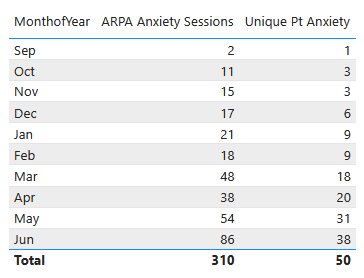 MonthofYear ARPA Anxiety Sessions Unique Pt Anxiety
Sep 2 1
Oct 11 3
Nov 15 3
Dec 17 6
Jan 21 9
Feb 18 9
Mar 48 18
Apr 38 20
May 54 31
Jun 86 38
Total 310 50